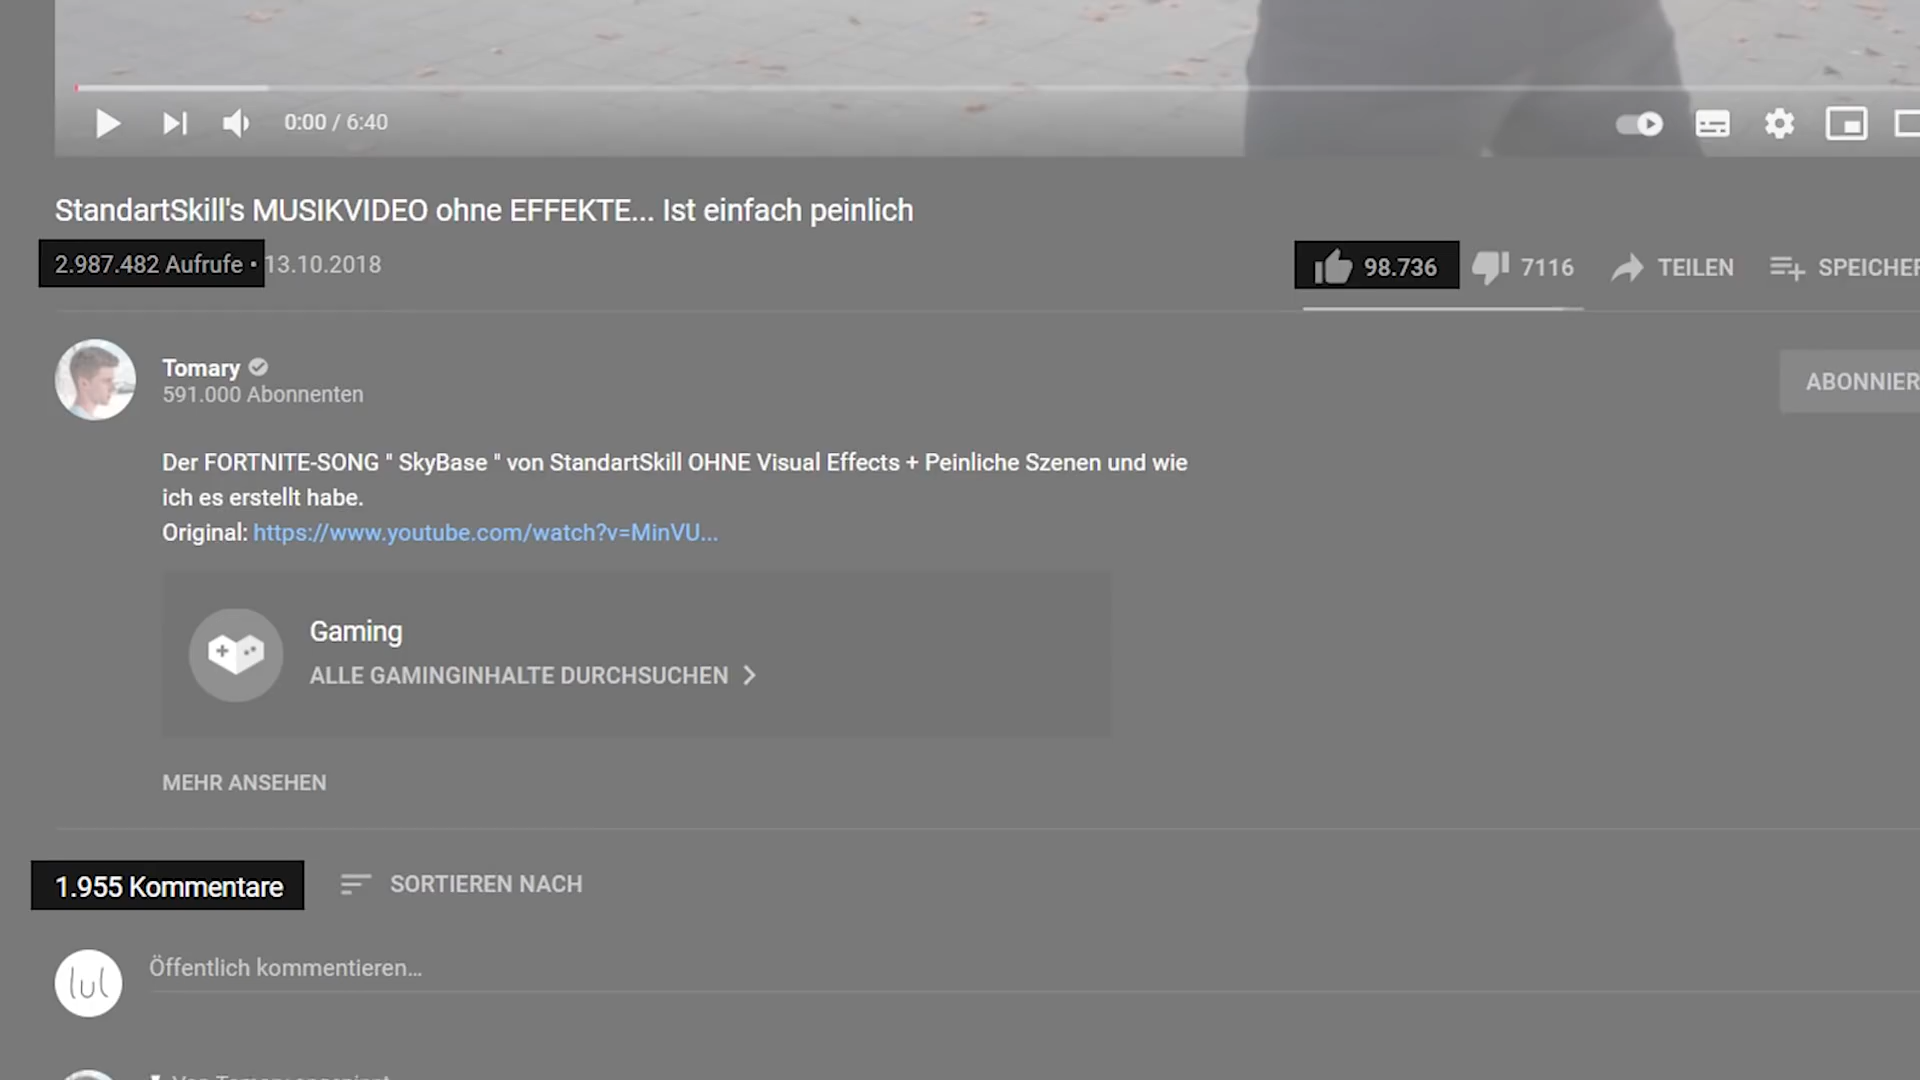 0:00 / 6:40
StandartSkill's MUSIKVIDEO ohne EFFEKTE... Ist einfach peinlich
2.987.482 Aufrufe • 13.10.2018
98.736 7116 TEILEN SPEICHER
Tomary
591.000 Abonnenten
ABONNIER
Der FORTNITE-SONG " SkyBase " von StandartSkill OHNE Visual Effects + Peinliche Szenen und wie
ich es erstellt habe.
Original: https://www.youtube.com/watch?v=MinVU...
Gaming
ALLE GAMINGINHALTE DURCHSUCHEN
MEHR ANSEHEN
1.955 Kommentare SORTIEREN NACH
lul
Öffentlich kommentieren...